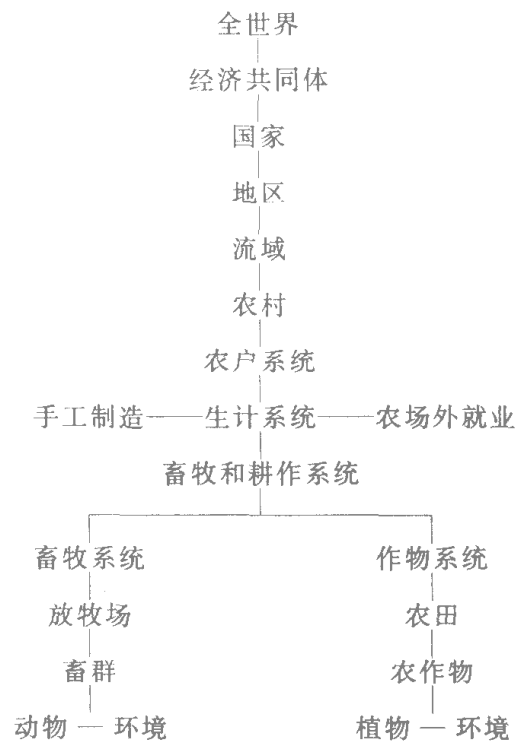 全世界
经济共同体
国家
地区
流域
农村
农户系统
手工制造 生计系统 农场外就业
畜牧和耕作系统
畜牧系统 作物系统
放牧场 农田
畜群 农作物
动物 — 环境 植物 — 环境